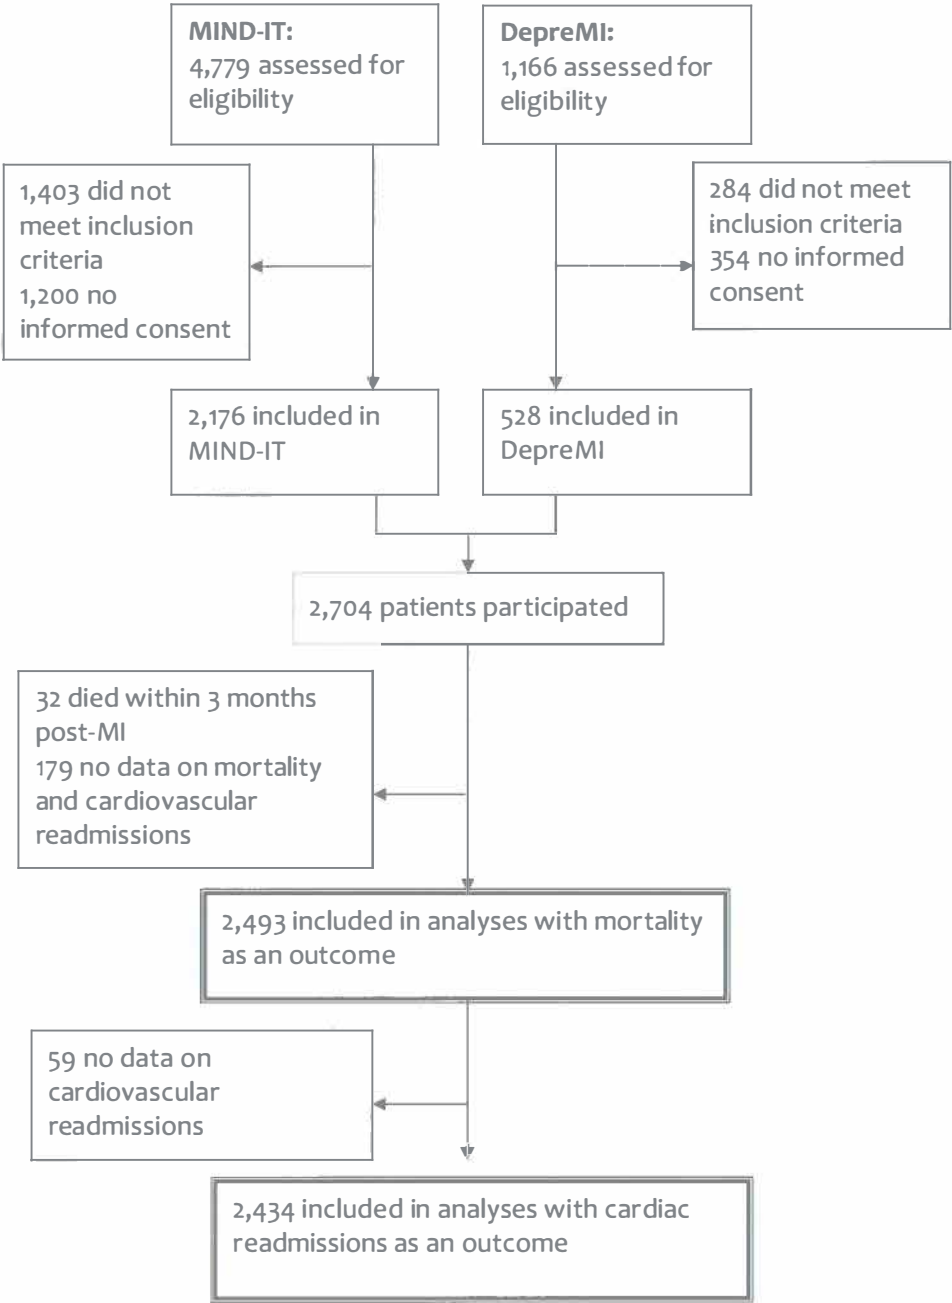 MIND-IT:
4,779 assessed for
eligibility
DepreMI:
1,166 assessed for
eligibility
1,403 did not
meet inclusion
criteria
1,200 no
informed consent
284 did not meet
inclusion criteria
354 no informed
consent
2,176 included in
MIND-IT
528 included in
DepreMI
2,704 patients participated
32 died within 3 months
post-MI
179 no data on mortality
and cardiovascular
readmissions
2,493 included in analyses with mortality
as an outcome
59 no data on
cardiovascular
readmissions
2,434 included in analyses with cardiac
readmissions as an outcome